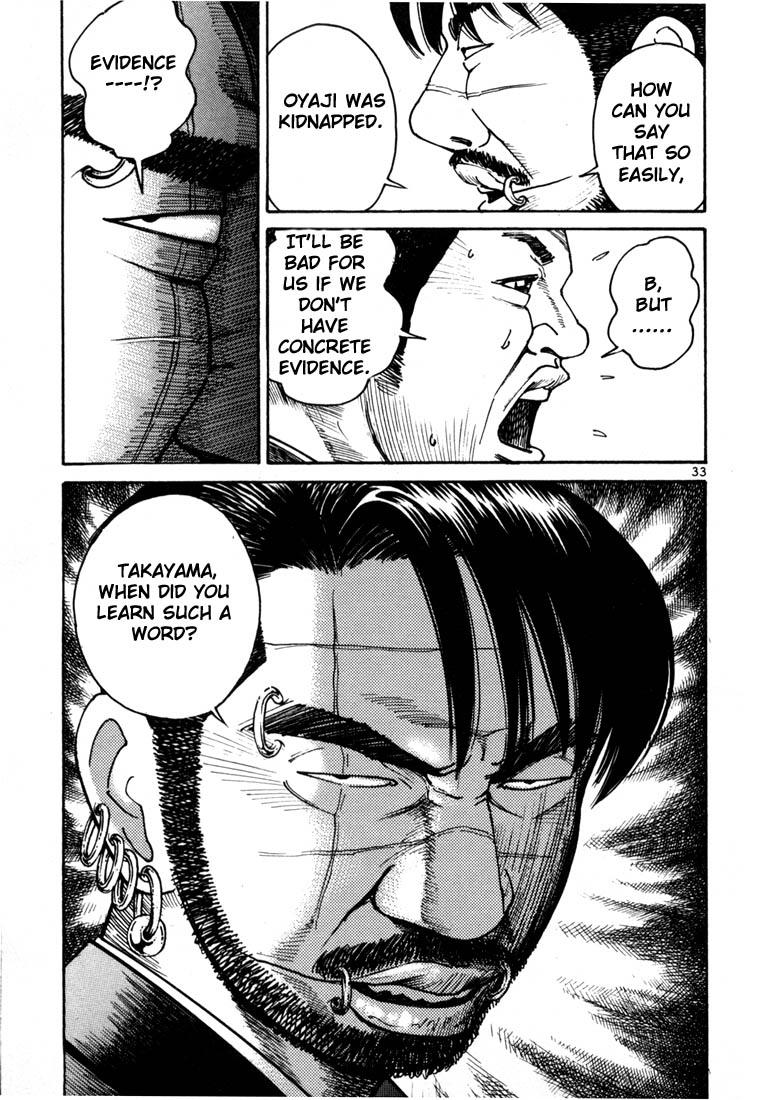 HOW
CAN YOU
SAY
THAT SO
EASILY,
OYAJI WAS
KIDNAPPED.
B,
BUT
......
IT'LL BE
BAD FOR
US IF WE
DON'T
HAVE
CONCRETE
EVIDENCE.
EVIDENCE
----!?
33
TAKAYAMA,
WHEN DID YOU
LEARN SUCH A
WORD?